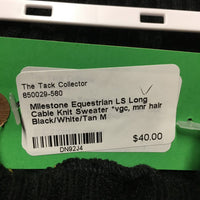 The Tack Collector
850029-580
Milestone Equestrian LS Long
Cable Knit Sweater *vgc, mnr hair
Black/White/Tan M
$40.00
DN92J4